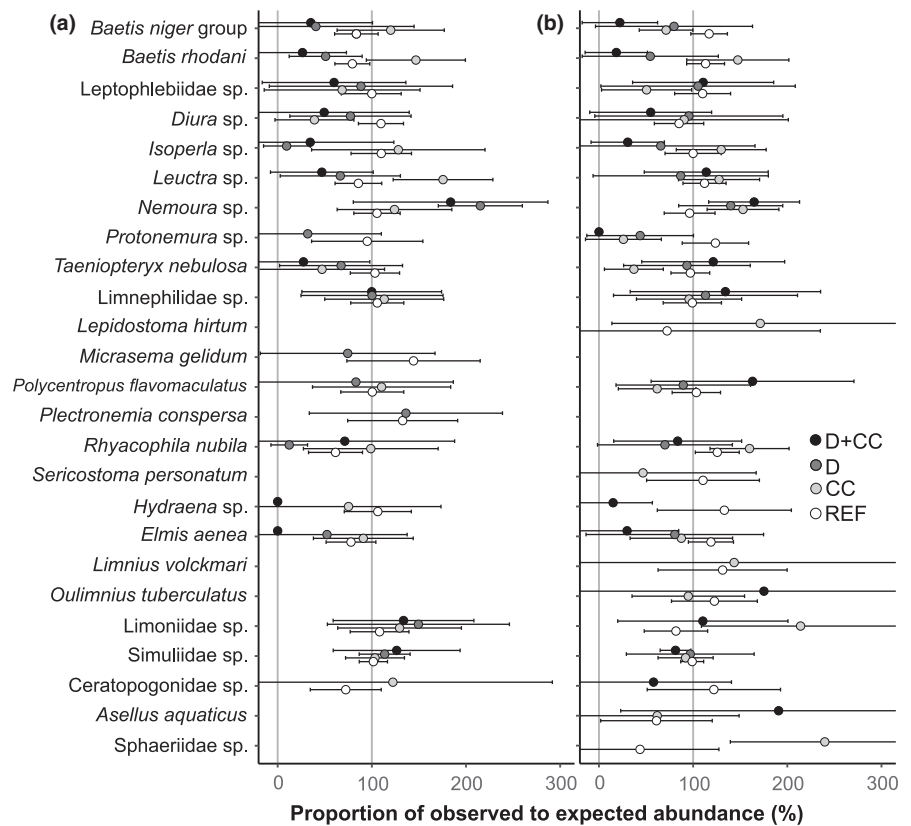 (a)
(b)
Baetis niger group
Baetis rhodani
Leptophlebiidae sp.
Diura sp.
Isoperla sp.
Leuctra sp.
Nemoura sp.
Protonemura sp.
Taeniopteryx nebulosa
Limnephilidae sp.
Lepidostoma hirtum
Micrasema gelidum
Polycentropus flavomaculatus
Plectronemia conspersa
Rhyacophila nubila
Sericostoma personatum
Hydraena sp.
Elmis aenea
Limnius volckmari
Oulimnius tuberculatus
Limoniidae sp.
Simuliidae sp.
Ceratopogonidae sp.
Asellus aquaticus
Sphaeriidae sp.
D+CC
D
CC
REF
0 100 200 300 0 100 200 300
Proportion of observed to expected abundance (%)